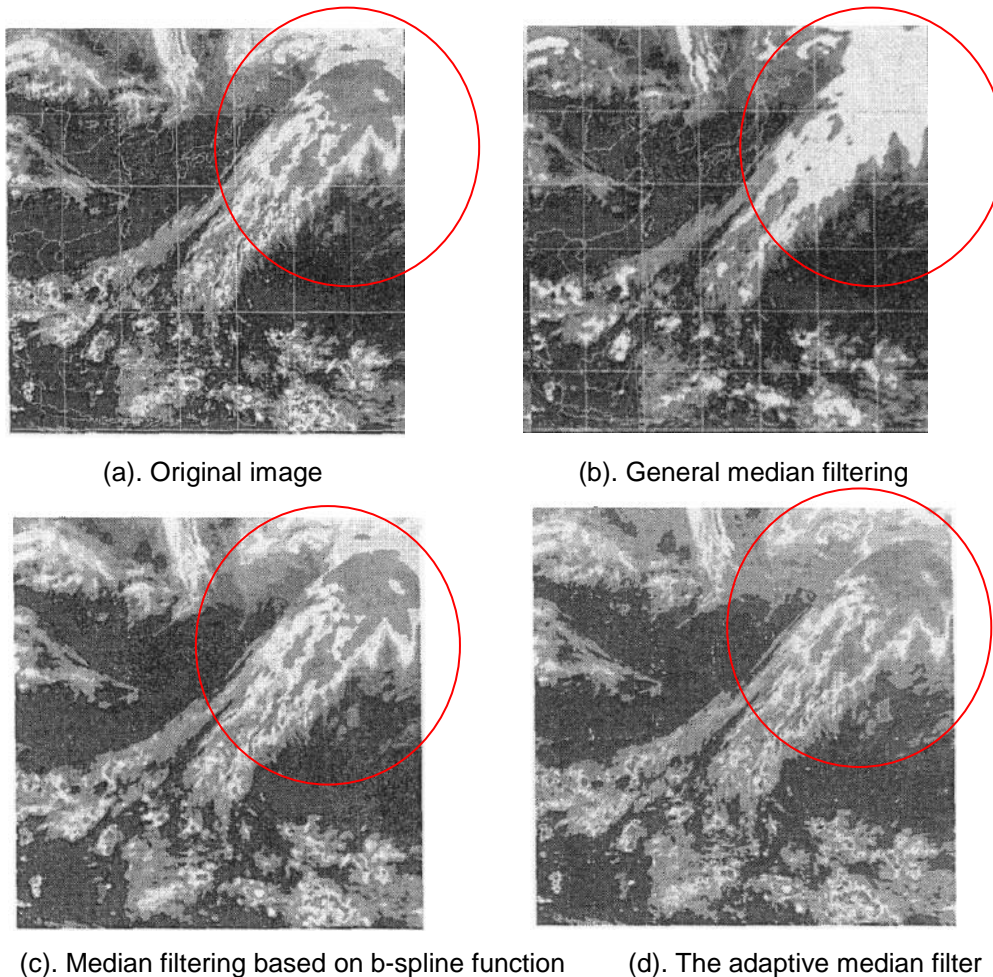 (a). Original image
(b). General median filtering
(c). Median filtering based on b-spline function
(d). The adaptive median filter